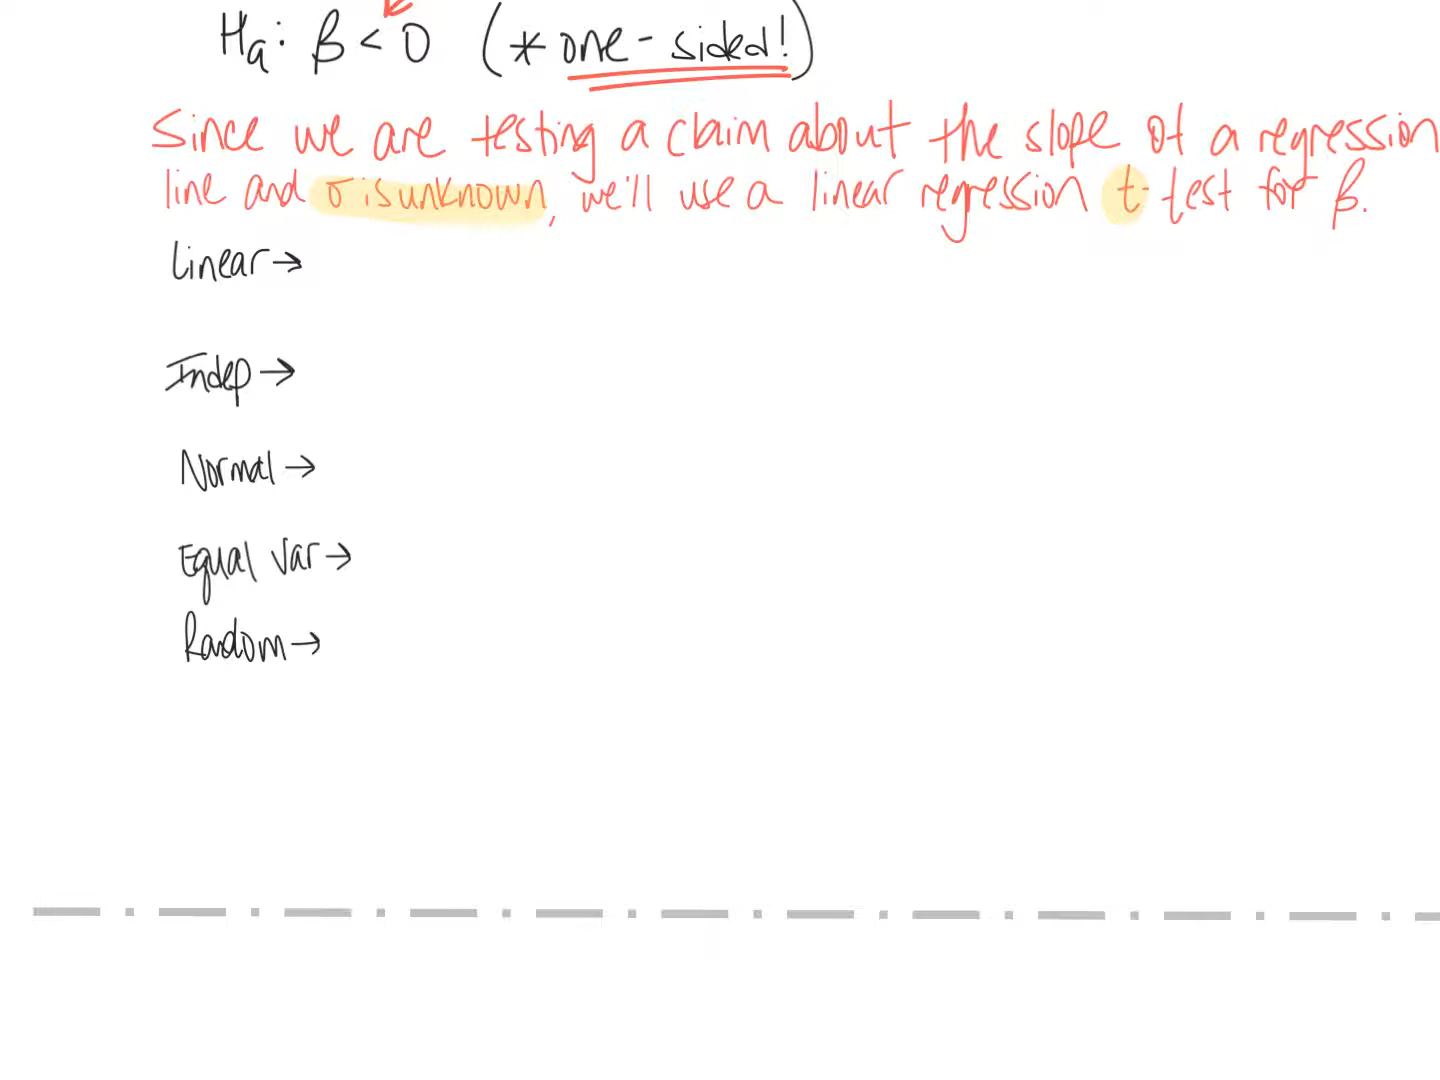 Ha: β < 0 (* one-sided!)
Since we are testing a claim about the slope of a regression
line and σ is unknown, we'll use a linear regression t-test for β.
Linear →
Indep →
Normal →
Equal Var →
Radom →